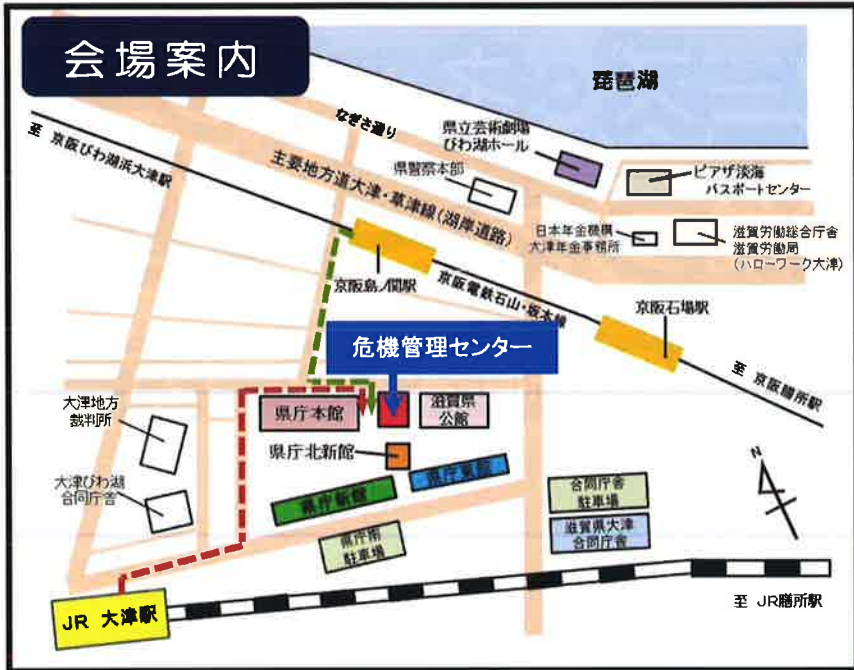 会場案内
琵琶湖
なぎさ通り
県立芸術劇場
びわ湖ホール
至 京阪びわ湖浜大津駅
主要地方道大津・草津線(湖岸道路)
県警察本部
ピアザ淡海
パスポートセンター
日本年金機構
大津年金事務所
滋賀労働総合庁舎
滋賀労働局
(ハローワーク大津)
京阪島ノ関駅
京阪電鉄石山・坂本線
京阪石場駅
危機管理センター
至 京阪膳所駅
大津地方
裁判所
県庁本館
滋賀県
公館
県庁北新館
大津びわ湖
合同庁舎
県庁東館
県庁新館
合同庁舎
駐車場
N
県庁前
駐車場
滋賀県大津
合同庁舎
JR 大津駅
至 JR膳所駅